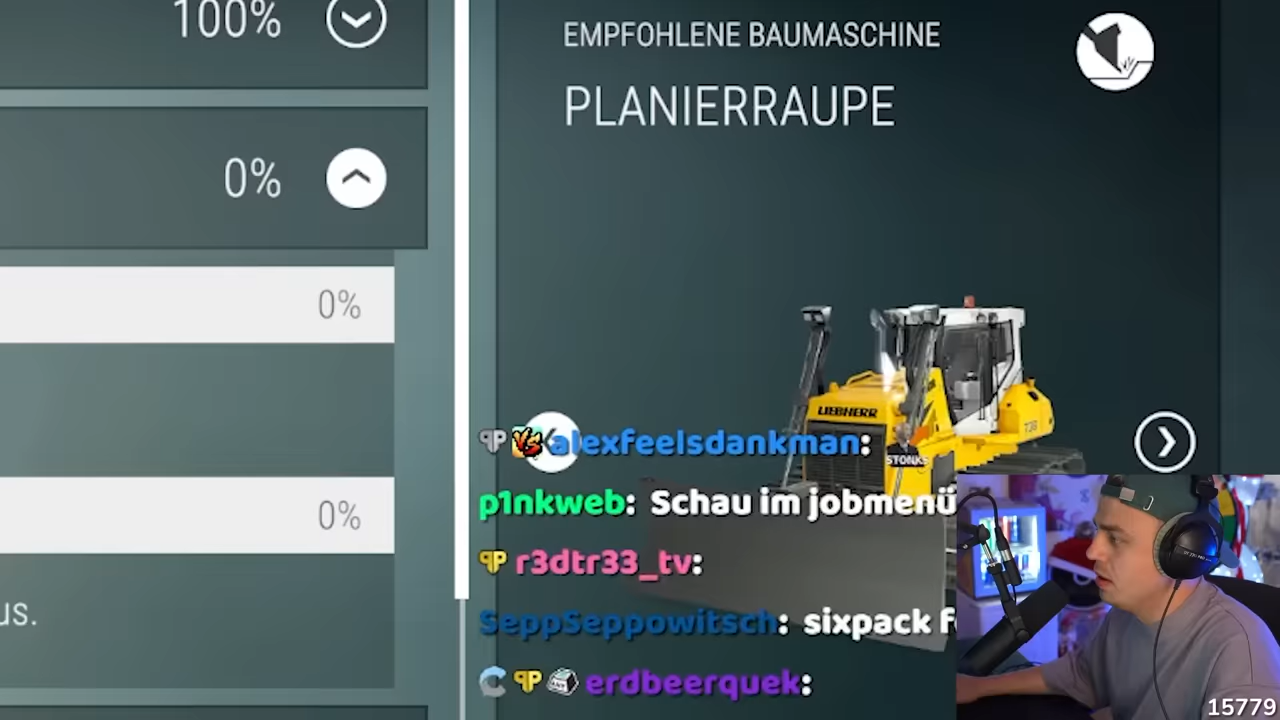 100%
EMPFOHLENE BAUMASCHINE
PLANIERRAUPE
0%
0%
LIEBHERR
736
alexfeelsdankman:
STONKS
p1nkweb: Schau im jobmenü
0%
r3dtr33_tv:
us.
SeppSeppowitsch: sixpack f
erdbeerquek:
15779